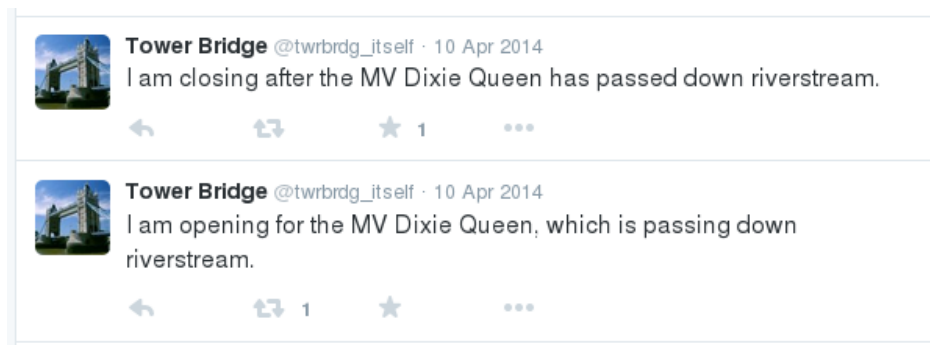 Tower Bridge @twrbrdg_itself · 10 Apr 2014
I am closing after the MV Dixie Queen has passed down riverstream.
1
Tower Bridge @twrbrdg_itself · 10 Apr 2014
I am opening for the MV Dixie Queen, which is passing down
riverstream.
1